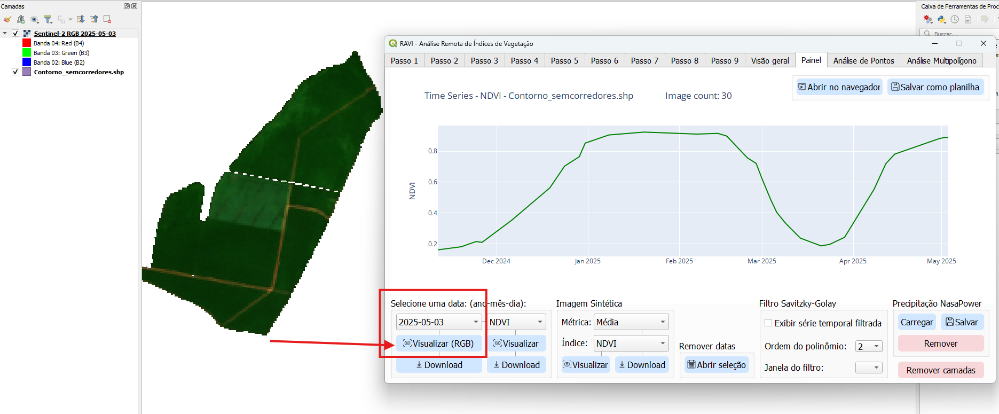 Camadas
Sentinel-2 RGB 2025-05-03
Banda 04: Red (B4)
Banda 03: Green (B3)
Banda 02: Blue (B2)
Contorno_semcorredores.shp
Caixa de Ferramentas de Proc
Buscar...
RAVI - Análise Remota de Índices de Vegetação
Passo 1 Passo 2 Passo 3 Passo 4 Passo 5 Passo 6 Passo 7 Passo 8 Passo 9 Visão geral Painel Análise de Pontos Análise Multipolígono
Abrir no navegador Salvar como planilha
Time Series - NDVI - Contorno_semcorredores.shp Image count: 30
NDVI
0.8
0.6
0.4
0.2
Dec 2024 Jan 2025 Feb 2025 Mar 2025 Apr 2025 May 2025
Selecione uma data: (ano-mês-dia):
2025-05-03 NDVI
Visualizar (RGB) Visualizar
Download Download
Imagem Sintética
Métrica: Média
Índice: NDVI
Visualizar Download
Remover datas
Abrir seleção
Filtro Savitzky-Golay
Exibir série temporal filtrada
Ordem do polinômio: 2
Janela do filtro:
Precipitação NasaPower
Carregar Salvar
Remover
Remover camadas